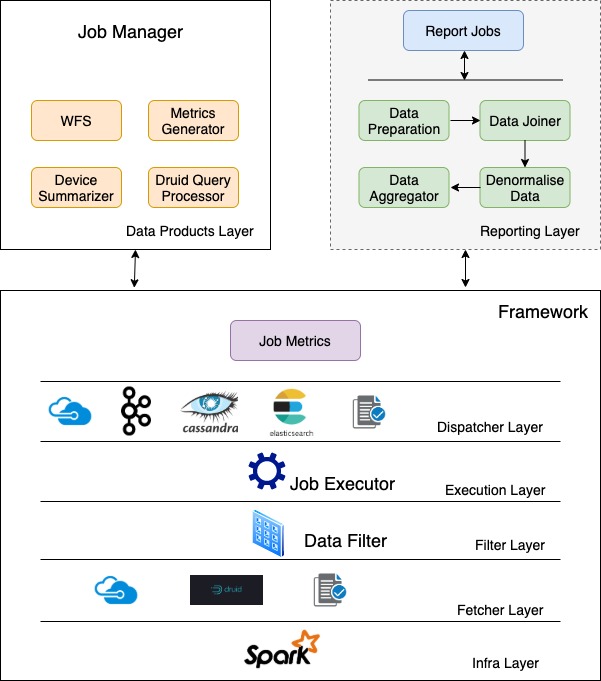 Job Manager
WFS
Metrics
Generator
Device
Summarizer
Druid Query
Processor
Data Products Layer
Report Jobs
Data
Preparation
Data Joiner
Data
Aggregator
Denormalise
Data
Reporting Layer
Framework
Job Metrics
cassandra
elasticsearch
Dispatcher Layer
Job Executor
Execution Layer
Data Filter
Filter Layer
druid
Fetcher Layer
Spark
Infra Layer